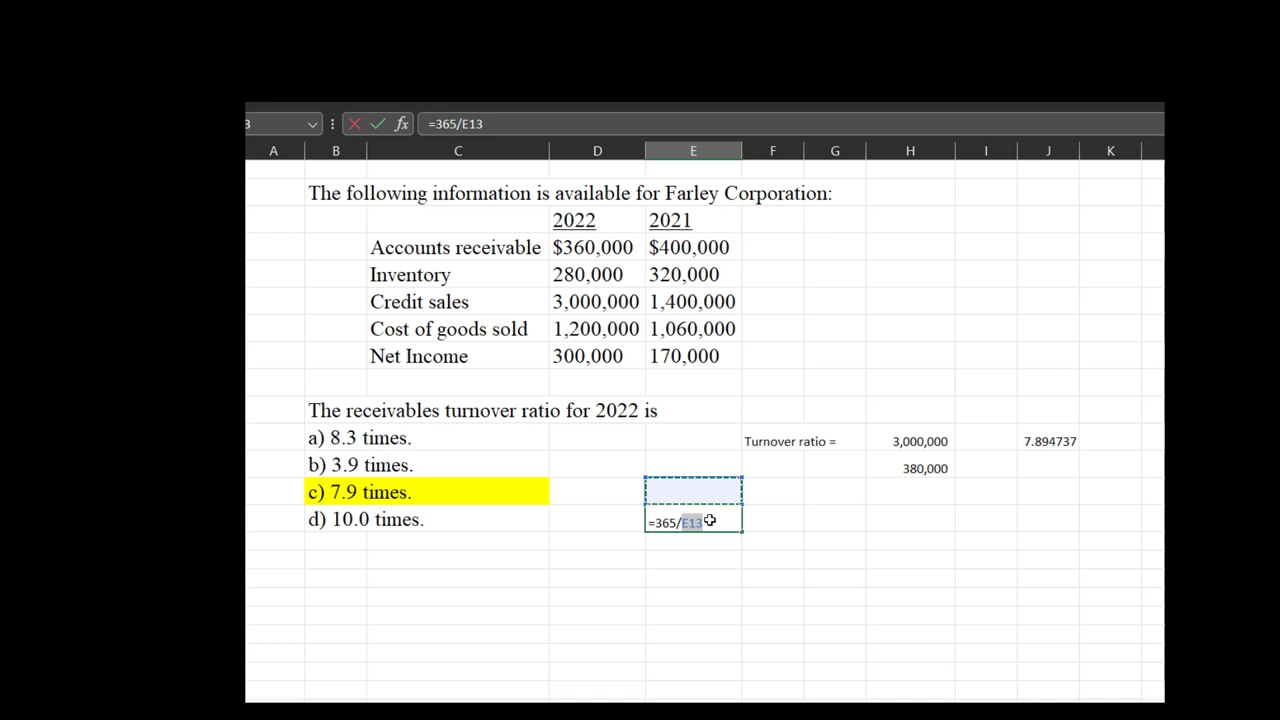 3 =365/E13
A B C D E F G H I J K
The following information is available for Farley Corporation:
2022 2021
Accounts receivable $360,000 $400,000
Inventory 280,000 320,000
Credit sales 3,000,000 1,400,000
Cost of goods sold 1,200,000 1,060,000
Net Income 300,000 170,000
The receivables turnover ratio for 2022 is
a) 8.3 times. Turnover ratio = 3,000,000 7.894737
b) 3.9 times. 380,000
c) 7.9 times.
d) 10.0 times. =365/E13